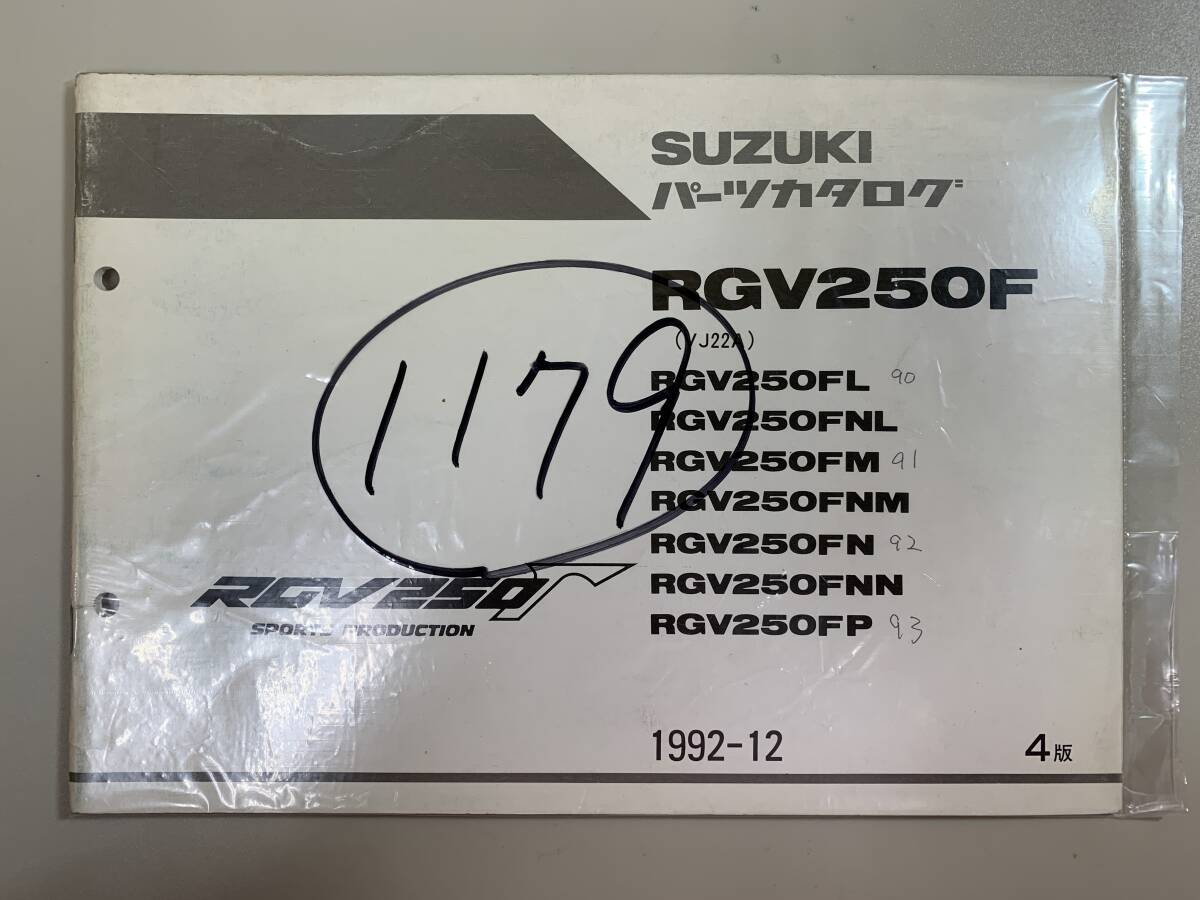 SUZUKI
パーツカタログ
RGV250F
(VJ22A)
RGV250FL 90
RGV250FNL
RGV250FM 91
RGV250FNM
RGV250FN 92
RGV250FNN
RGV250FP 93
1179
RGV250Γ
SPORTS PRODUCTION
1992-12
4版